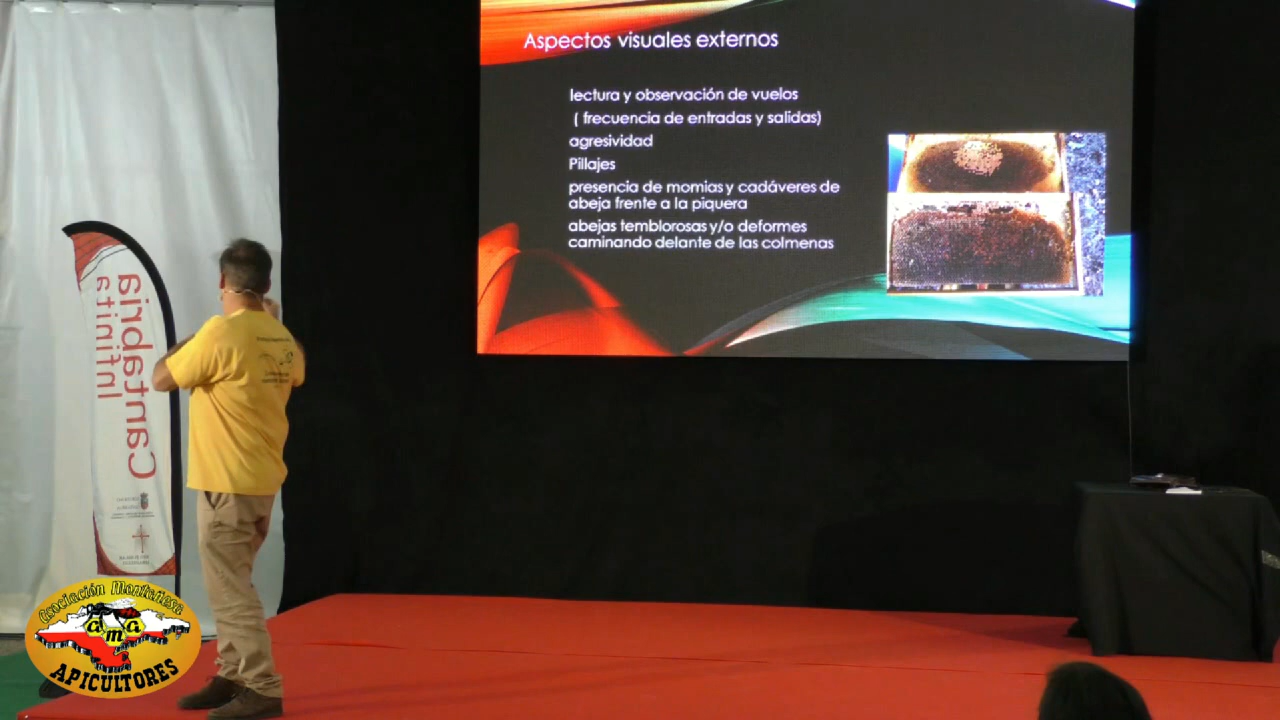 Aspectos visuales externos
lectura y observación de vuelos
( frecuencia de entradas y salidas)
agresividad
Pillajes
presencia de momias y cadáveres de
abeja frente a la piquera
abejas temblorosas y/o deformes
caminando delante de las colmenas
Cantabria
infinita
Asociación Montañesa
ama
APICULTORES